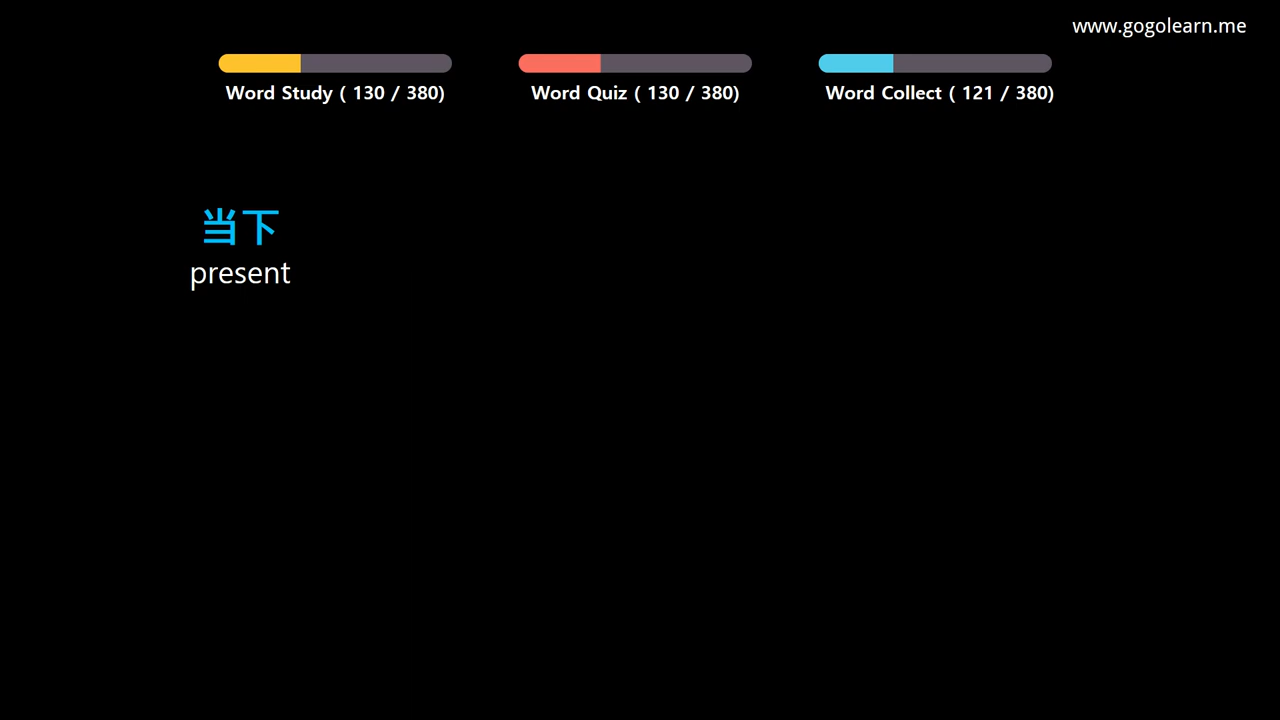 www.gogolearn.me
Word Study ( 130 / 380)
Word Quiz ( 130 / 380)
Word Collect ( 121 / 380)
当下
present